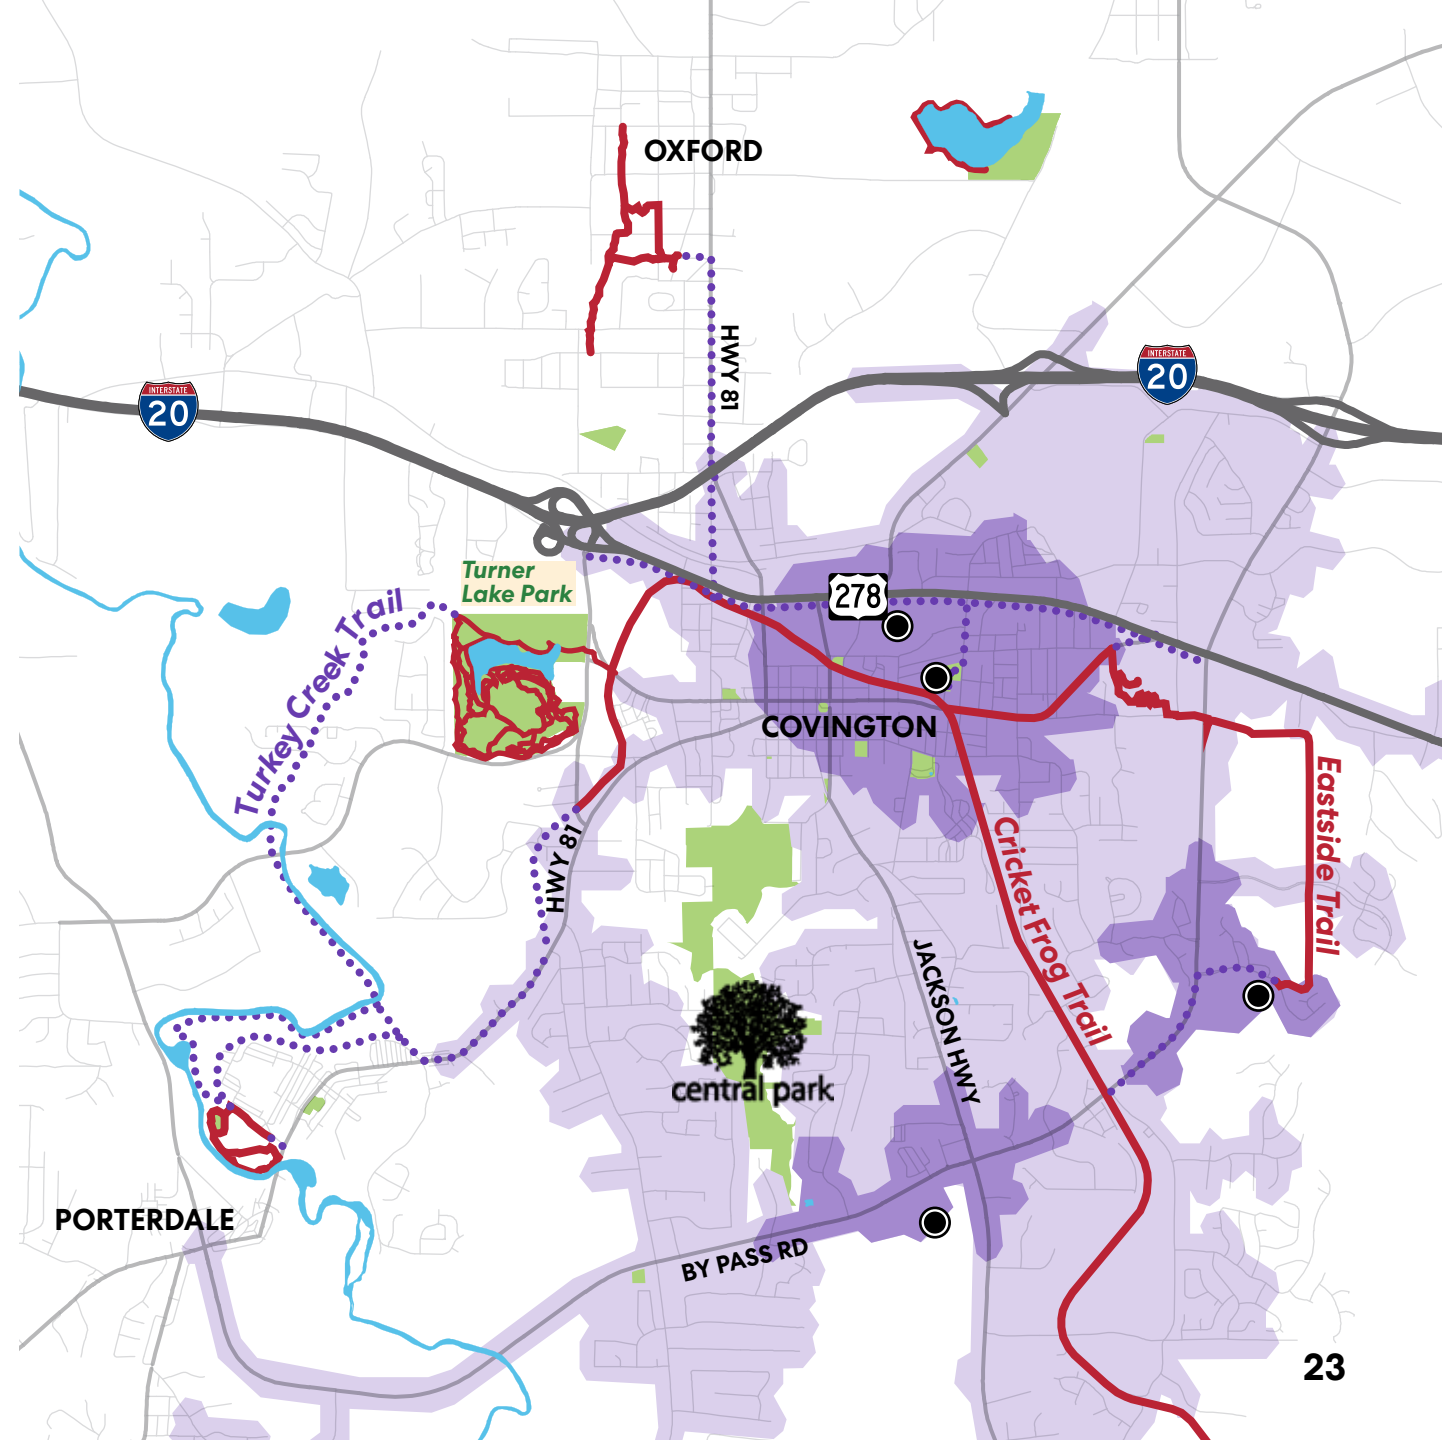 OXFORD
HWY 81
INTERSTATE
20
INTERSTATE
20
Turner
Lake Park
Turkey Creek Trail
278
COVINGTON
HWY 81
Cricket Frog Trail
Eastside Trail
JACKSON HWY
central park
PORTERDALE
BY PASS RD
23